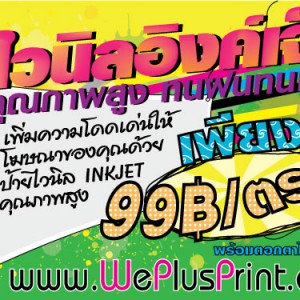 ไวนิลอิงค์เจ็
คุณภาพสูง ทนฝนทน
เพิ่มความโดดเด่นให้
โฆษณาของคุณด้วย
ป้ายไวนิล INKJET
คุณภาพสูง
เพียง
99฿/ตร
พร้อมตอกตา
www.WePlusPrint.